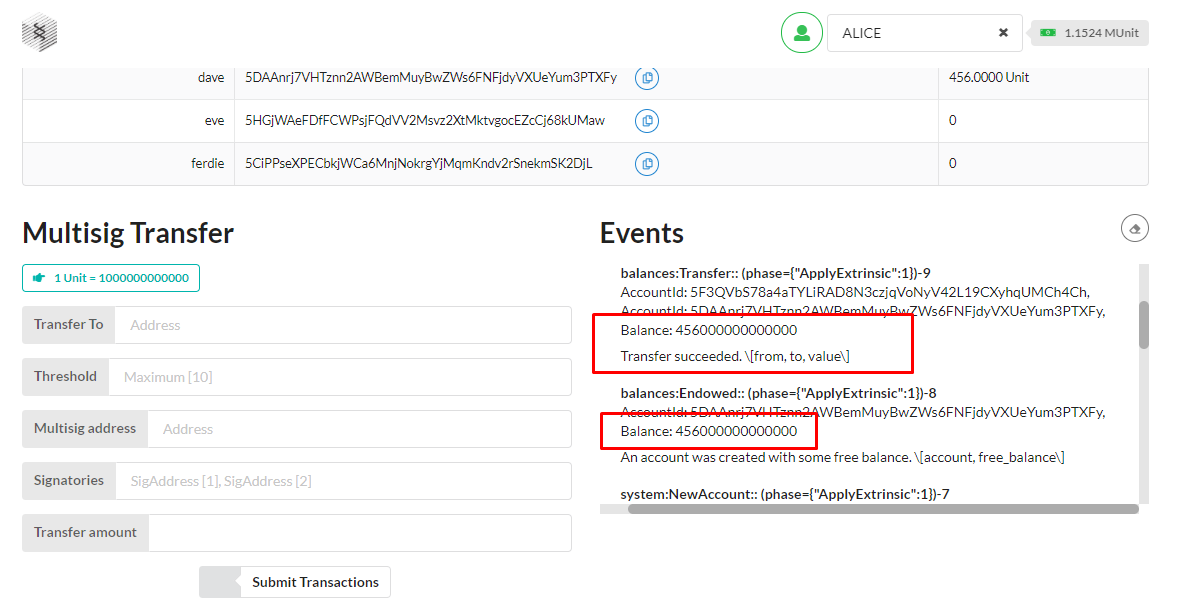 ALICE
1.1524 MUnit
dave 5DAAnrj7VHTznn2AWBemMuyBwZWs6FNFjdyVXUeYum3PTXFy 456.0000 Unit
eve 5HGjWAeFDfFCWPsjFQdVV2Msvz2XtMktvgocEZcCj68kUMaw 0
ferdie 5CiPPseXPECbkjWCa6MnjNokrgYjMqmKndv2rSnekmSK2DjL 0
Multisig Transfer
1 Unit = 1000000000000
Transfer To Address
Threshold Maximum [10]
Multisig address Address
Signatories SigAddress [1], SigAddress [2]
Transfer amount
Submit Transactions
Events
balances:Transfer:: (phase={"ApplyExtrinsic":1})-9
AccountId: 5F3QVbS78a4aTYLiRAD8N3czjqVoNyV42L19CXyhqUMCh4Ch,
AccountId: 5DAAnrj7VHTznn2AWBemMuyBwZWs6FNFjdyVXUeYum3PTXFy,
Balance: 456000000000000
Transfer succeeded. \[from, to, value\]
balances:Endowed:: (phase={"ApplyExtrinsic":1})-8
AccountId: 5DAAnrj7VHTznn2AWBemMuyBwZWs6FNFjdyVXUeYum3PTXFy,
Balance: 456000000000000
An account was created with some free balance. \[account, free_balance\]
system:NewAccount:: (phase={"ApplyExtrinsic":1})-7